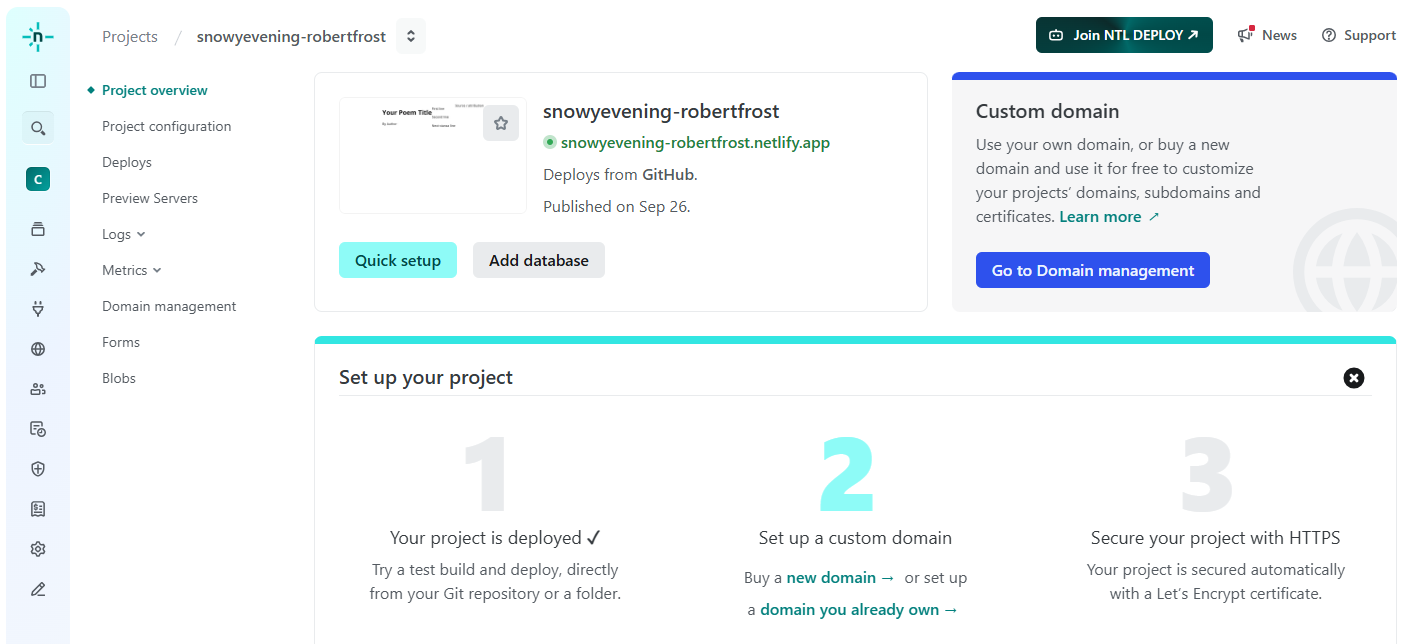 n
Projects / snowyevening-robertfrost
Join NTL DEPLOY ↗
News
Support
C
Project overview
Project configuration
Deploys
Preview Servers
Logs
Metrics
Domain management
Forms
Blobs
Your Poem Title
snowyevening-robertfrost
snowyevening-robertfrost.netlify.app
Deploys from GitHub.
Published on Sep 26.
Quick setup
Add database
Custom domain
Use your own domain, or buy a new
domain and use it for free to customize
your projects’ domains, subdomains and
certificates. Learn more ↗
Go to Domain management
Set up your project
1
Your project is deployed ✓
Try a test build and deploy, directly
from your Git repository or a folder.
2
Set up a custom domain
Buy a new domain → or set up
a domain you already own →
3
Secure your project with HTTPS
Your project is secured automatically
with a Let’s Encrypt certificate.